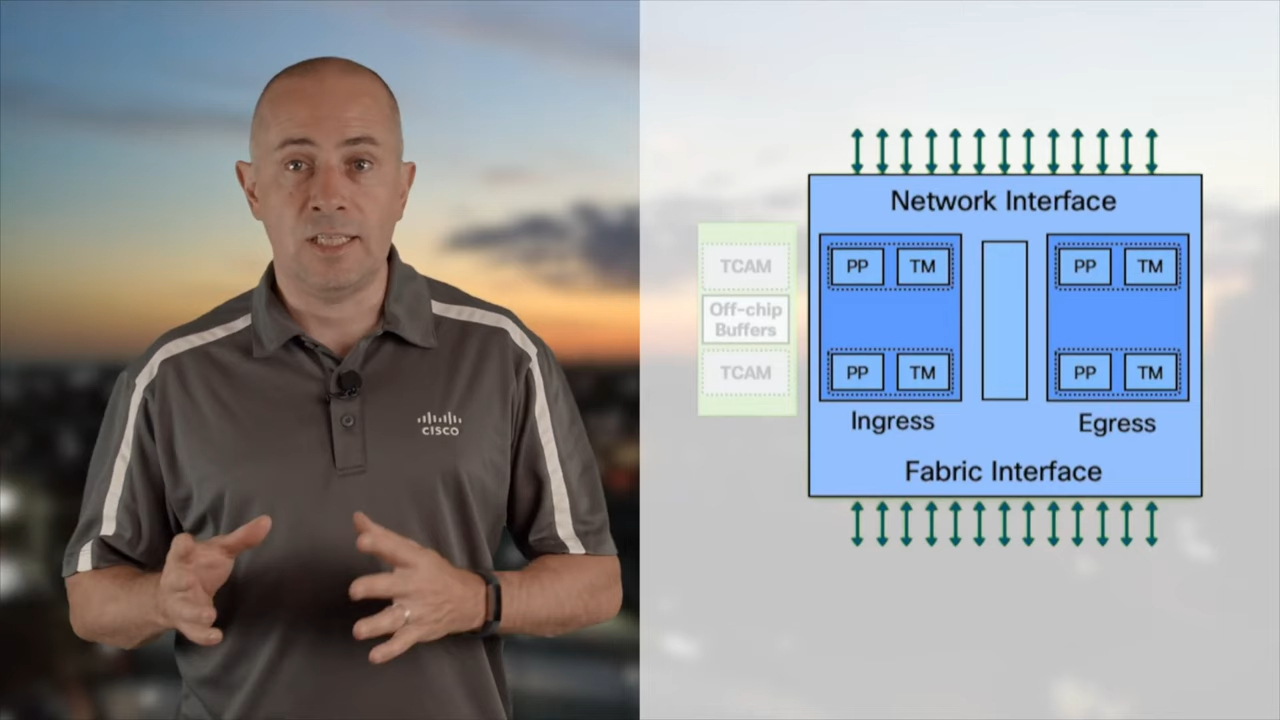 CISCO
Network Interface
TCAM
Off-chip
Buffers
TCAM
PP TM
PP TM
Ingress
PP TM
PP TM
Egress
Fabric Interface